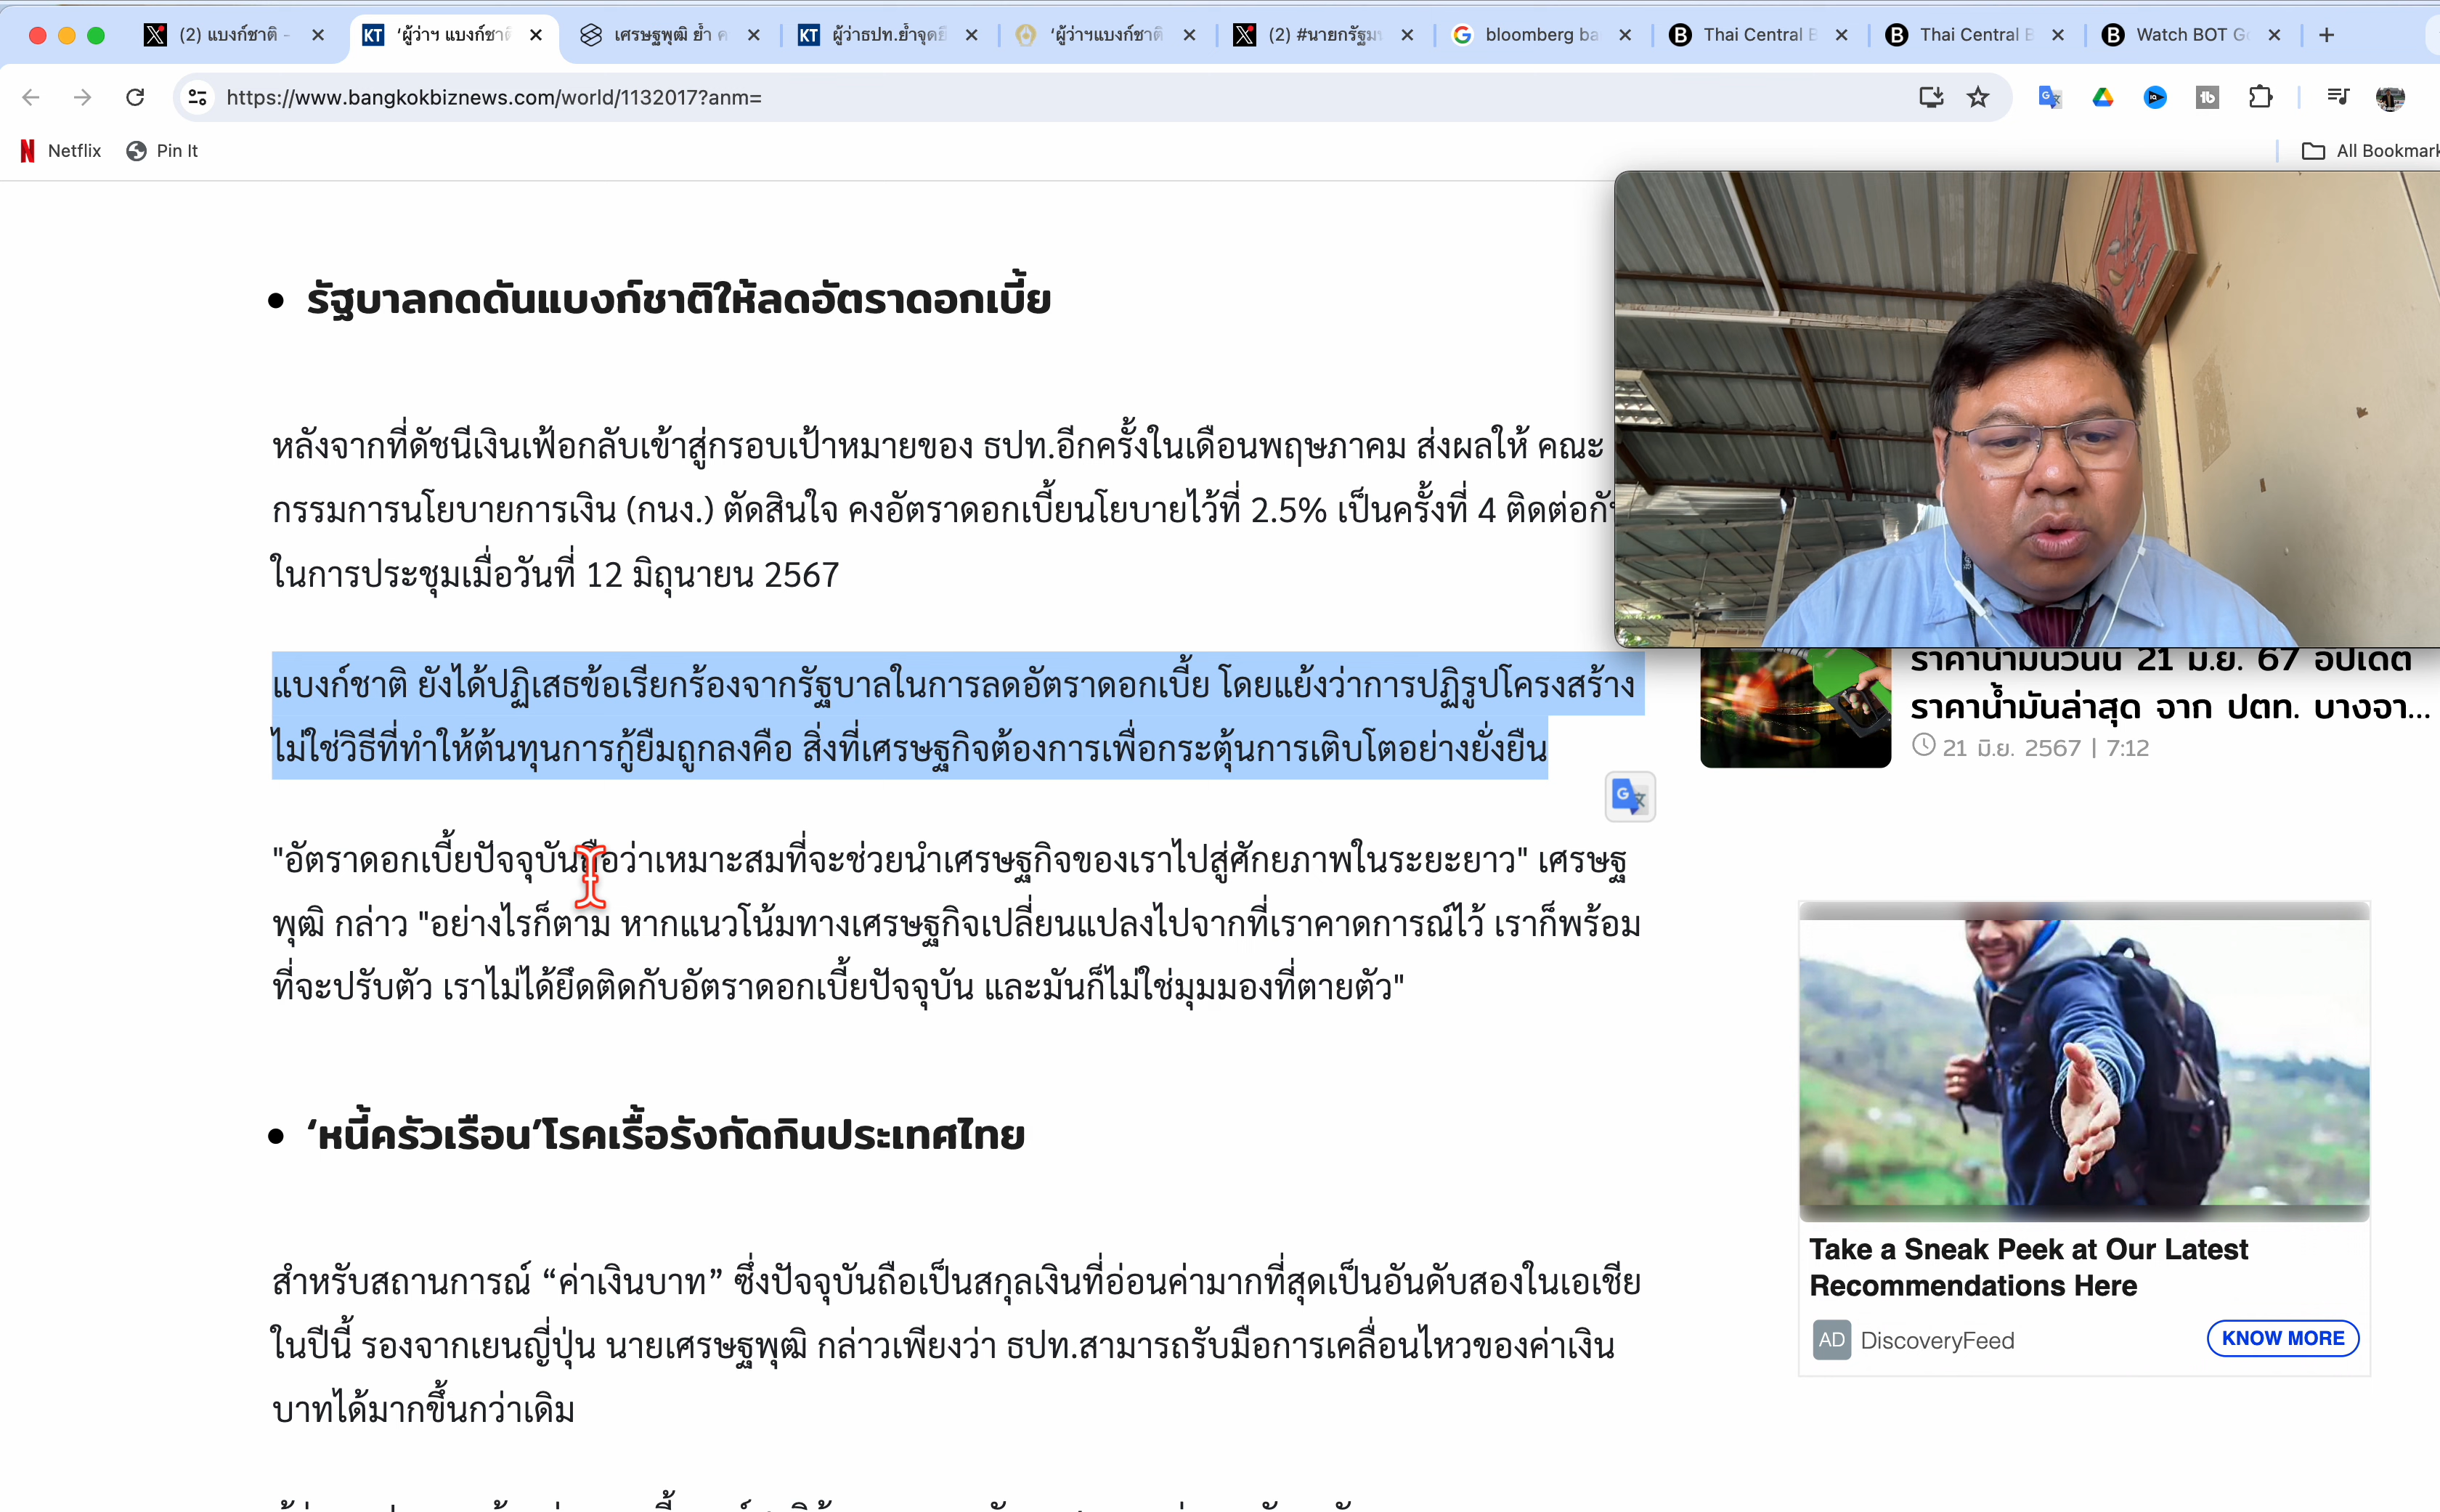 (2) แบงก์ชาติ -
KT 'ผู้ว่าฯ แบงก์ชาติ
เศรษฐพุฒิ ย้ำ ค
KT ผู้ว่าธปท.ย้ำจุดยื
'ผู้ว่าฯแบงก์ชาติ
(2) #นายกรัฐม
bloomberg ba
Thai Central B
Thai Central B
Watch BOT Go
https://www.bangkokbiznews.com/world/1132017?anm=
Netflix
Pin It
All Bookmark
• รัฐบาลกดดันแบงก์ชาติให้ลดอัตราดอกเบี้ย
หลังจากที่ดัชนีเงินเฟ้อกลับเข้าสู่กรอบเป้าหมายของ ธปท.อีกครั้งในเดือนพฤษภาคม ส่งผลให้ คณะ
กรรมการนโยบายการเงิน (กนง.) ตัดสินใจ คงอัตราดอกเบี้ยนโยบายไว้ที่ 2.5% เป็นครั้งที่ 4 ติดต่อกั
ในการประชุมเมื่อวันที่ 12 มิถุนายน 2567
แบงก์ชาติ ยังได้ปฏิเสธข้อเรียกร้องจากรัฐบาลในการลดอัตราดอกเบี้ย โดยแย้งว่าการปฏิรูปโครงสร้าง
ไม่ใช่วิธีที่ทำให้ต้นทุนการกู้ยืมถูกลงคือ สิ่งที่เศรษฐกิจต้องการเพื่อกระตุ้นการเติบโตอย่างยั่งยืน
"อัตราดอกเบี้ยปัจจุบันถือว่าเหมาะสมที่จะช่วยนำเศรษฐกิจของเราไปสู่ศักยภาพในระยะยาว" เศรษฐ
พุฒิ กล่าว "อย่างไรก็ตาม หากแนวโน้มทางเศรษฐกิจเปลี่ยนแปลงไปจากที่เราคาดการณ์ไว้ เราก็พร้อม
ที่จะปรับตัว เราไม่ได้ยึดติดกับอัตราดอกเบี้ยปัจจุบัน และมันก็ไม่ใช่มุมมองที่ตายตัว"
• 'หนี้ครัวเรือน'โรคเรื้อรังกัดกินประเทศไทย
สำหรับสถานการณ์ “ค่าเงินบาท” ซึ่งปัจจุบันถือเป็นสกุลเงินที่อ่อนค่ามากที่สุดเป็นอันดับสองในเอเชีย
ในปีนี้ รองจากเยนญี่ปุ่น นายเศรษฐพุฒิ กล่าวเพียงว่า ธปท.สามารถรับมือการเคลื่อนไหวของค่าเงิน
บาทได้มากขึ้นกว่าเดิม
ราคาน้ำมันวันนี้ 21 มิ.ย. 67 อัปเดต
ราคาน้ำมันล่าสุด จาก ปตท. บางจา...
21 มิ.ย. 2567 | 7:12
Take a Sneak Peek at Our Latest
Recommendations Here
AD DiscoveryFeed
KNOW MORE